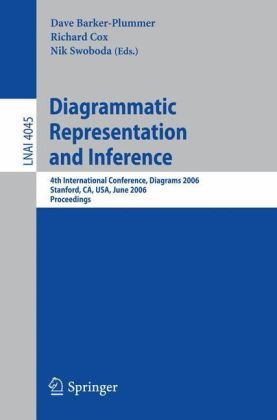 Dave Barker-Plummer
Richard Cox
Nik Swoboda (Eds.)
LNAI 4045
Diagrammatic
Representation
and Inference
4th International Conference, Diagrams 2006
Stanford, CA, USA, June 2006
Proceedings
Springer